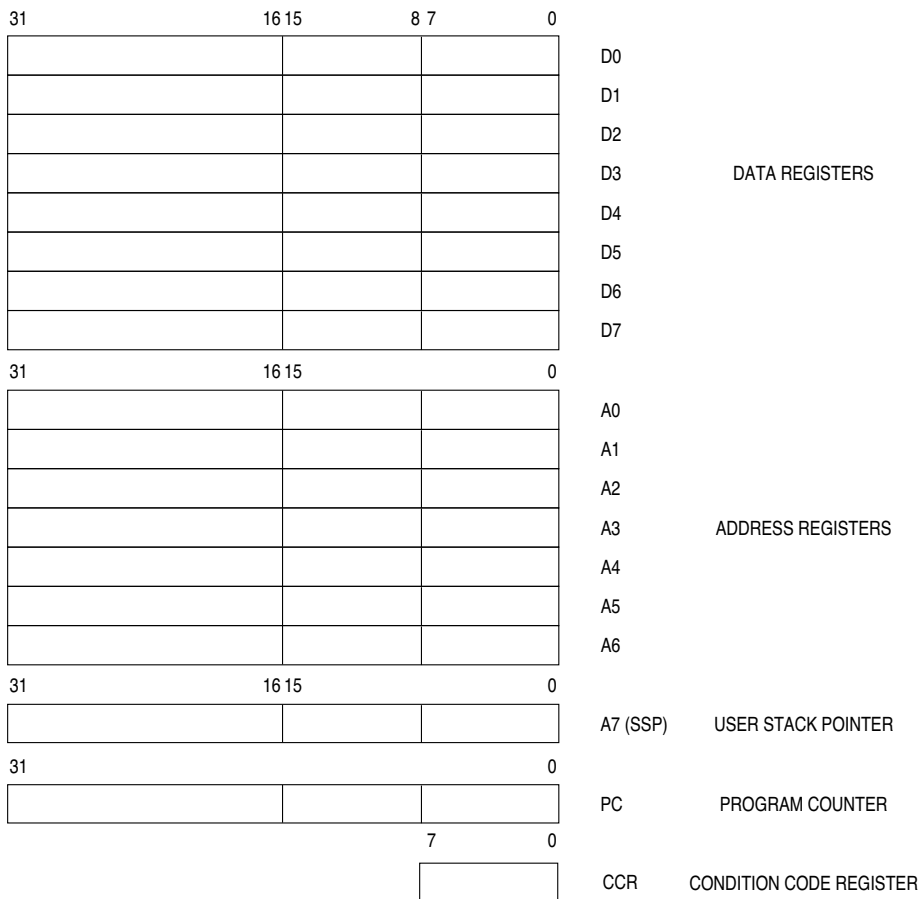 31 16 15 8 7 0
D0
D1
D2
D3 DATA REGISTERS
D4
D5
D6
D7
31 16 15 0
A0
A1
A2
A3 ADDRESS REGISTERS
A4
A5
A6
31 16 15 0
A7 (SSP) USER STACK POINTER
31 0
PC PROGRAM COUNTER
7 0
CCR CONDITION CODE REGISTER